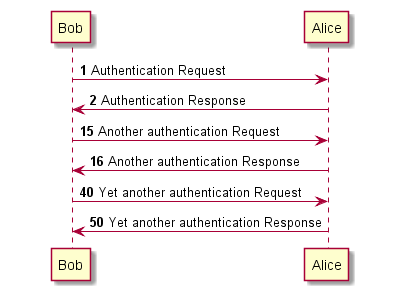 Bob Alice
1 Authentication Request
2 Authentication Response
15 Another authentication Request
16 Another authentication Response
40 Yet another authentication Request
50 Yet another authentication Response
Bob Alice